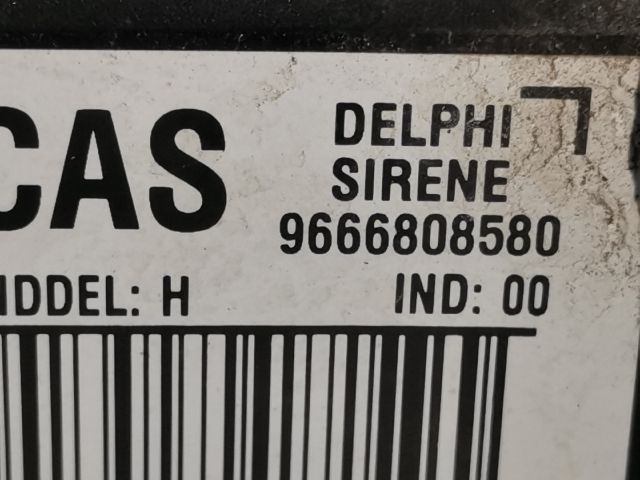 CAS
DELPHI
SIRENE
9666808580
IDDEL: H
IND: 00